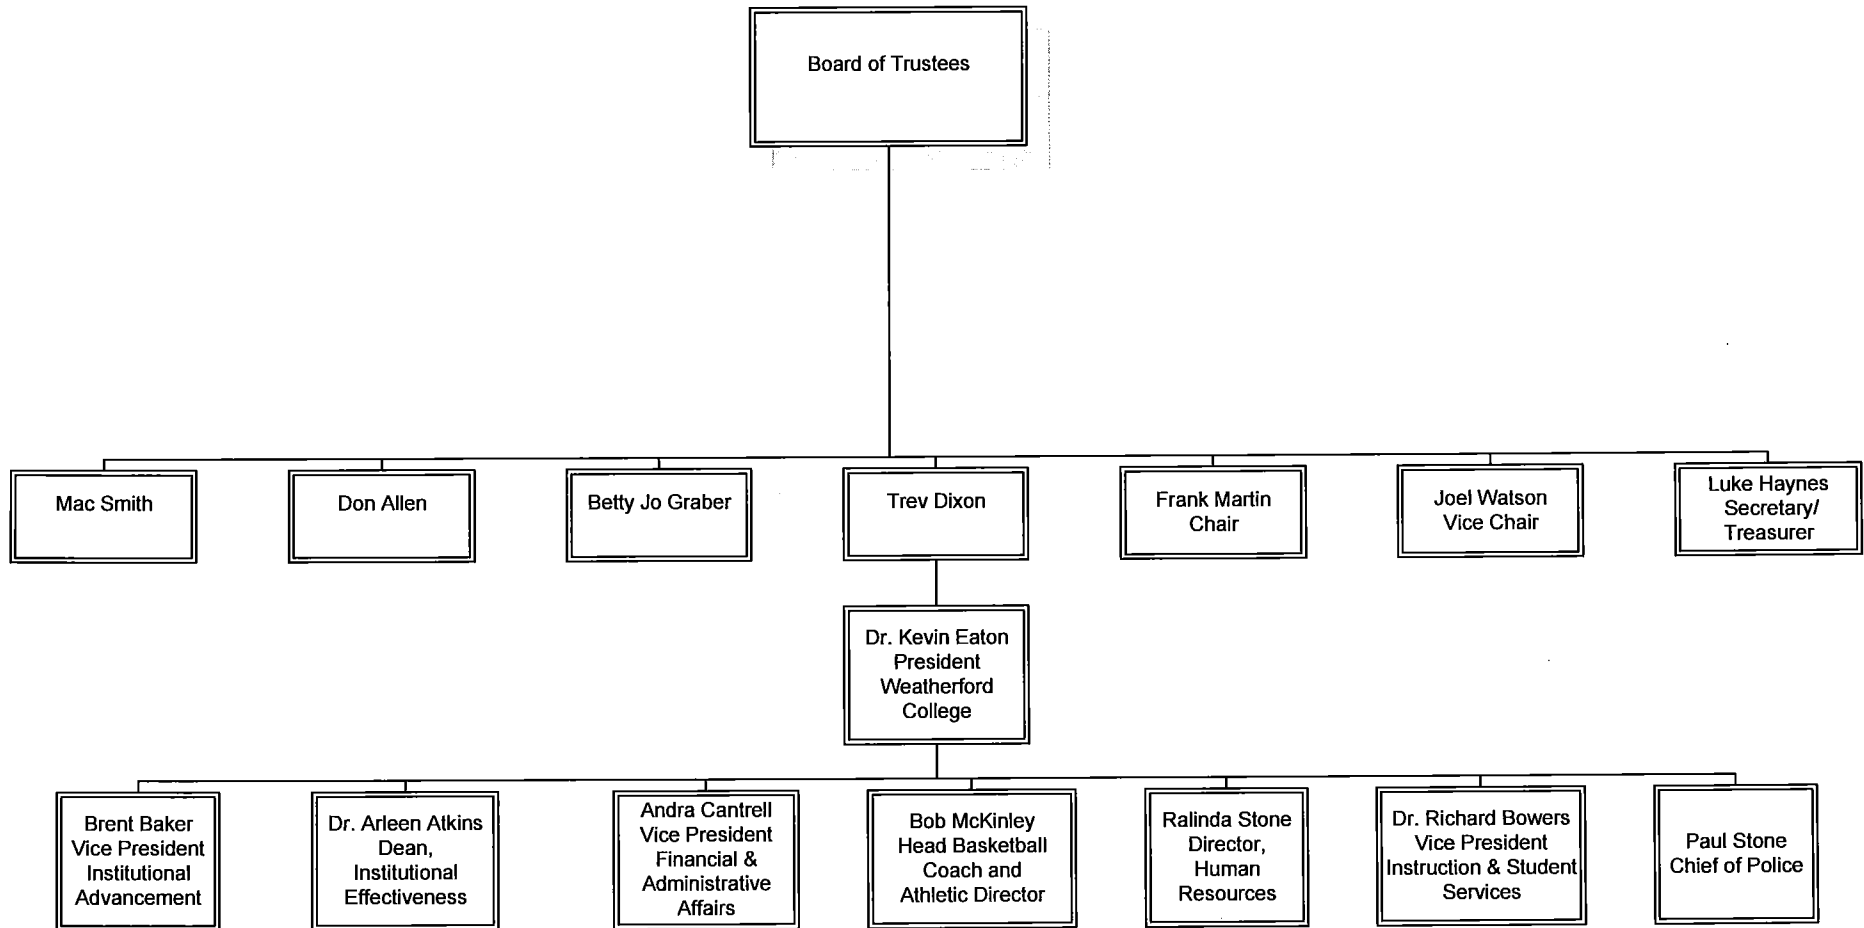 Board of Trustees
Mac Smith
Don Allen
Betty Jo Graber
Trev Dixon
Frank Martin
Chair
Joel Watson
Vice Chair
Luke Haynes
Secretary/
Treasurer
Dr. Kevin Eaton
President
Weatherford
College
Brent Baker
Vice President
Institutional
Advancement
Dr. Arleen Atkins
Dean,
Institutional
Effectiveness
Andra Cantrell
Vice President
Financial &
Administrative
Affairs
Bob McKinley
Head Basketball
Coach and
Athletic Director
Ralinda Stone
Director,
Human
Resources
Dr. Richard Bowers
Vice President
Instruction & Student
Services
Paul Stone
Chief of Police